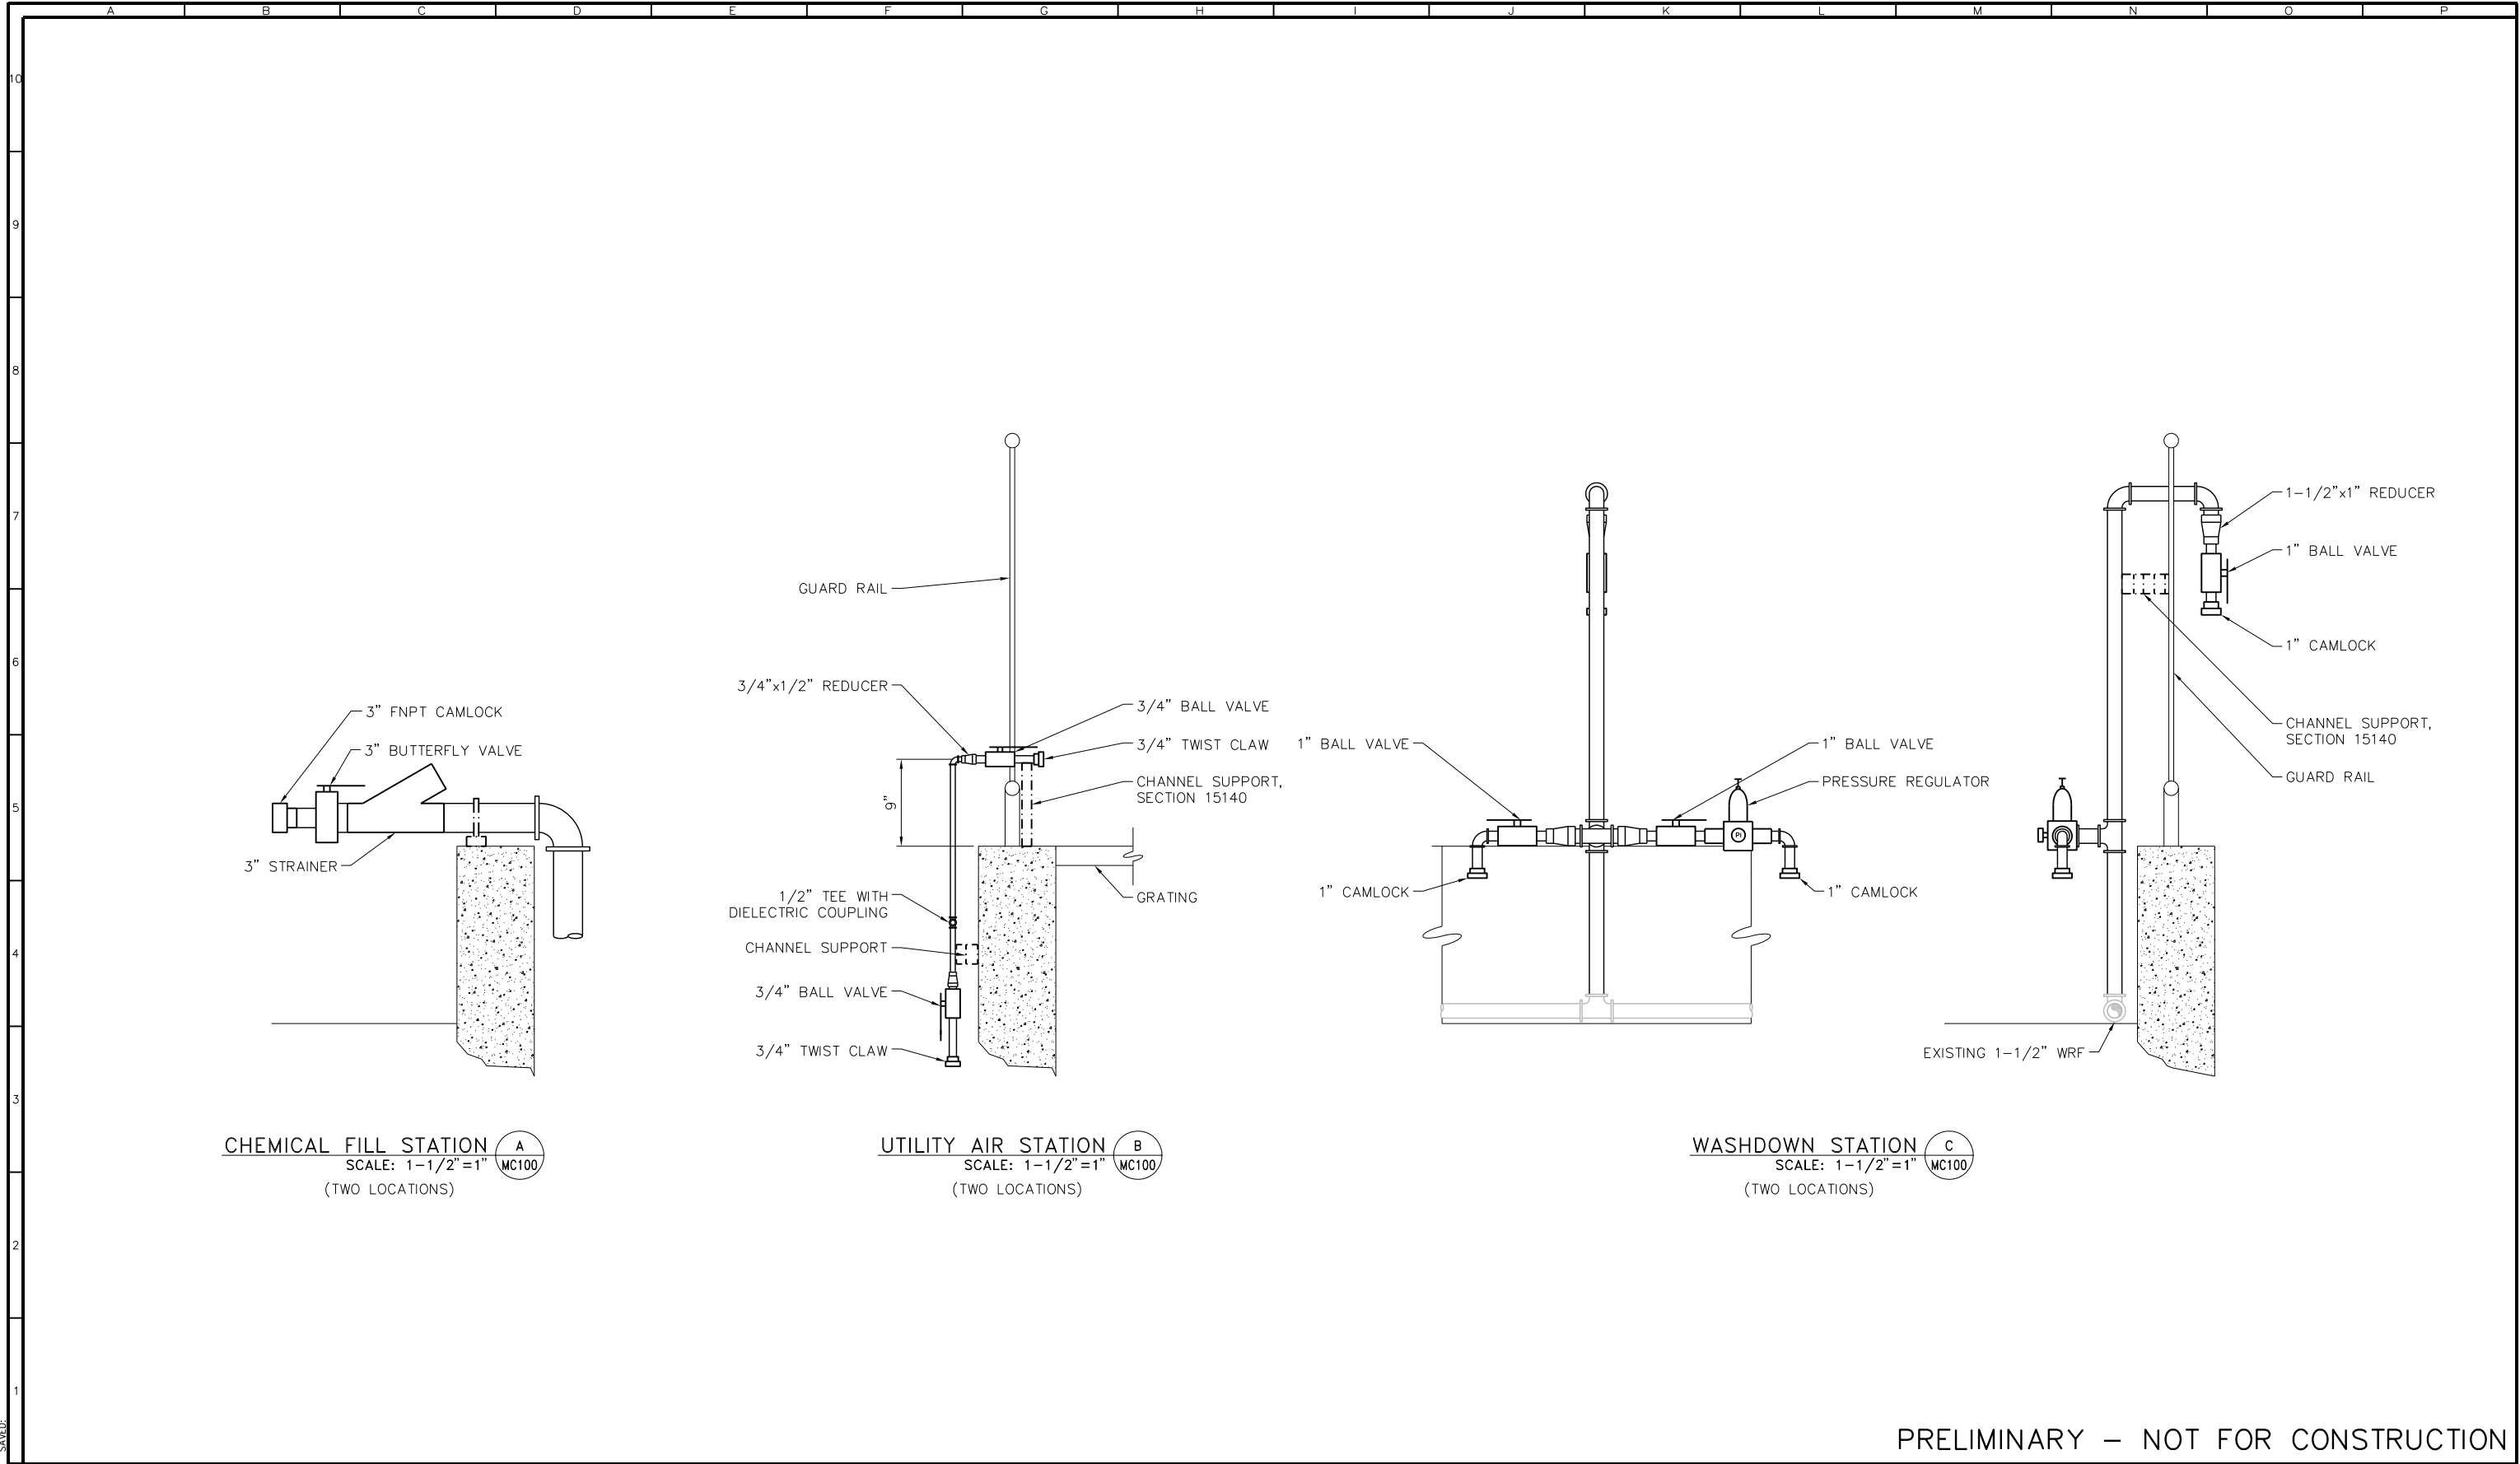 A B C D E F G H I J K L M N O P
10
9
8
7
6
5
4
3
2
1
3" FNPT CAMLOCK
3" BUTTERFLY VALVE
3" STRAINER
CHEMICAL FILL STATION
A
SCALE: 1-1/2"=1"
MC100
(TWO LOCATIONS)
GUARD RAIL
3/4"x1/2" REDUCER
3/4" BALL VALVE
3/4" TWIST CLAW
CHANNEL SUPPORT,
SECTION 15140
9"
GRATING
1/2" TEE WITH
DIELECTRIC COUPLING
CHANNEL SUPPORT
3/4" BALL VALVE
3/4" TWIST CLAW
UTILITY AIR STATION
B
SCALE: 1-1/2"=1"
MC100
(TWO LOCATIONS)
1" BALL VALVE
1" BALL VALVE
PRESSURE REGULATOR
PI
1" CAMLOCK
1" CAMLOCK
1-1/2"x1" REDUCER
1" BALL VALVE
1" CAMLOCK
CHANNEL SUPPORT,
SECTION 15140
GUARD RAIL
EXISTING 1-1/2" WRF
WASHDOWN STATION
C
SCALE: 1-1/2"=1"
MC100
(TWO LOCATIONS)
SAVED:
PRELIMINARY - NOT FOR CONSTRUCTION